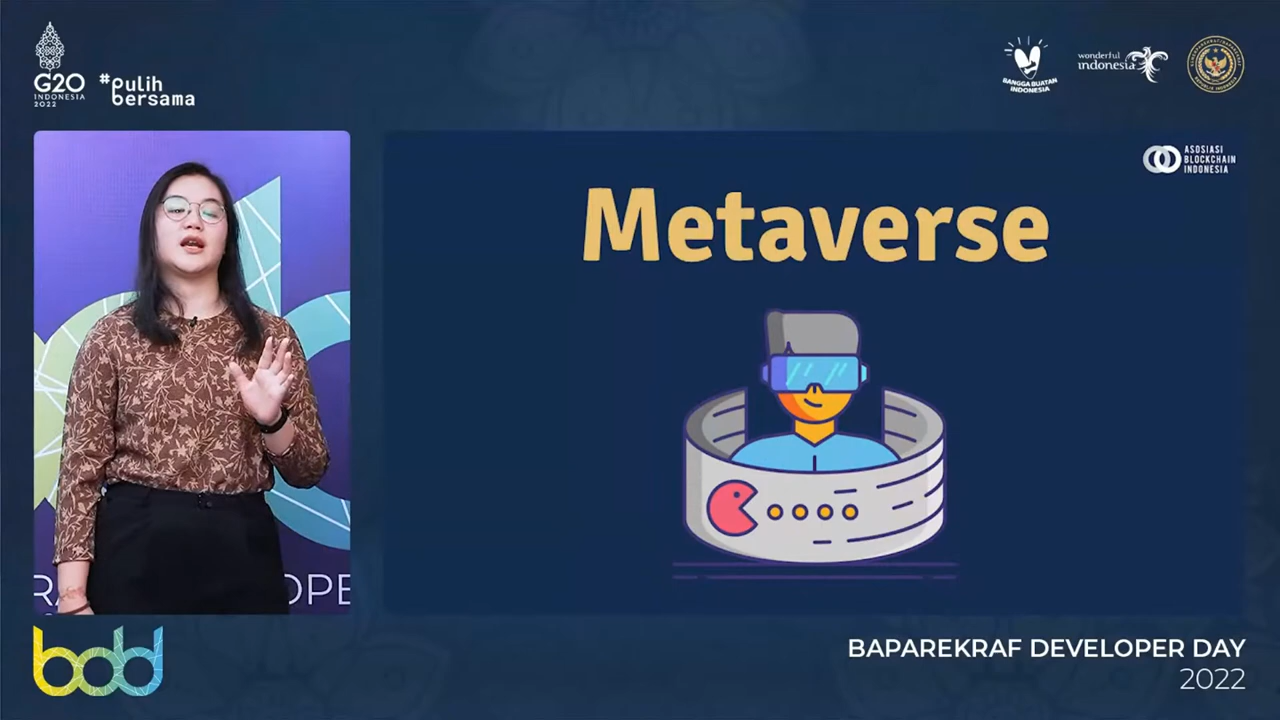 G20
INDONESIA
2022
#pulih
bersama
BANGGA BUATAN
INDONESIA
wonderful
indonesia
ASOSIASI
BLOCKCHAIN
INDONESIA
Metaverse
OPE
bdd
BAPAREKRAF DEVELOPER DAY
2022